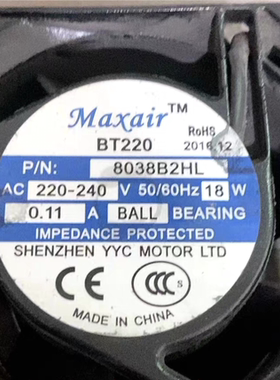 Maxair™
BT220
RoHS
2016.12
P/N: 8038B2HL
AC 220-240 V 50/60Hz 18 W
0.11 A BALL BEARING
IMPEDANCE PROTECTED
SHENZHEN YYC MOTOR LTD
CE CCC S
MADE IN CHINA